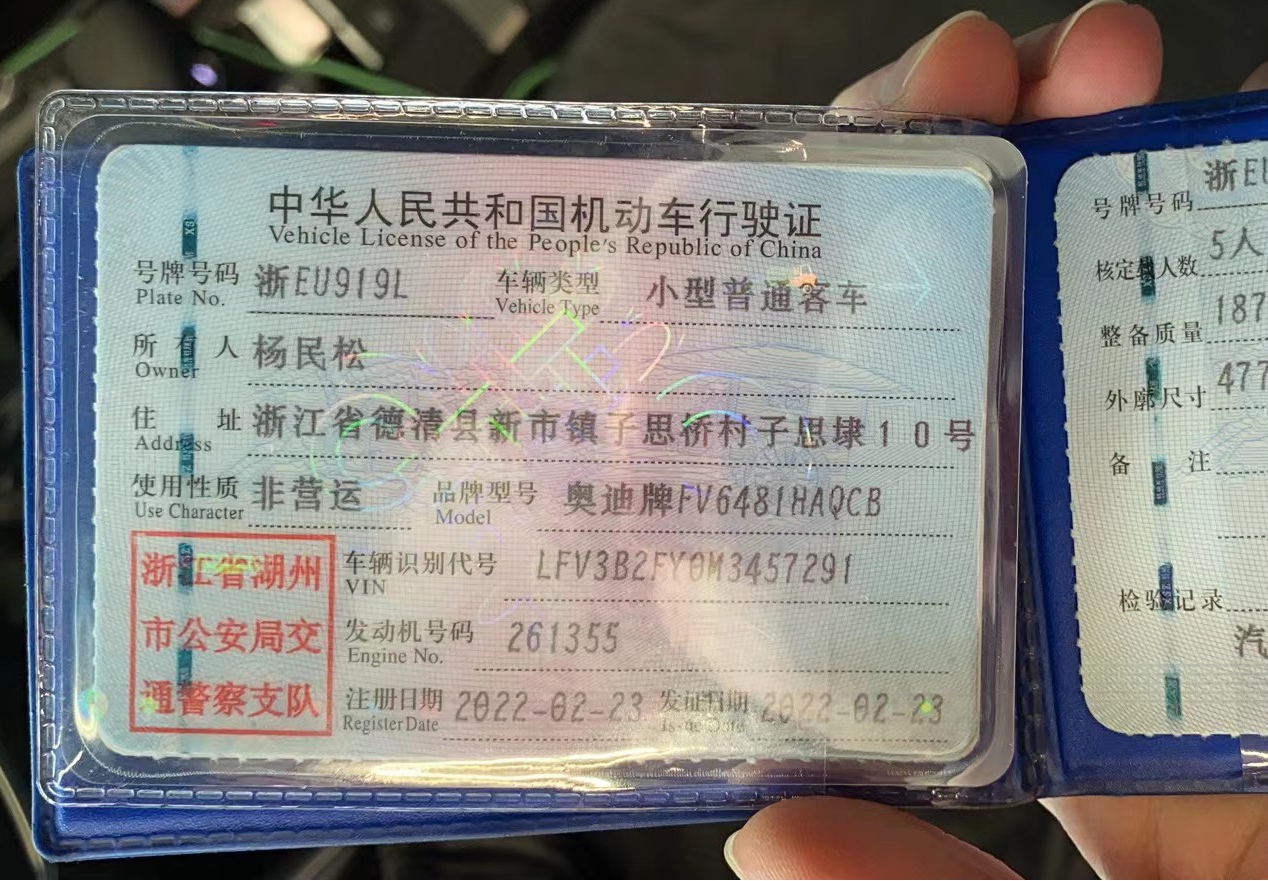 中华人民共和国机动车行驶证
Vehicle License of the People's Republic of China
号牌号码 浙EU919L 车辆类型 小型普通客车
Plate No. Vehicle Type
所有人 杨民松
Owner
住址 浙江省德清县新市镇子思桥村子思埭10号
Address
使用性质 非营运 品牌型号 奥迪牌FV6481HAQCB
Use Character Model
浙江省湖州
市公安局交
通警察支队
车辆识别代号 LFV3B2FY0M3457291
VIN
发动机号码 261355
Engine No.
注册日期 2022-02-23 发证日期 2022-02-23
Register Date Issue Date
号牌号码 浙EU
核定载人数 5人
整备质量 187
外廓尺寸 477
备注
检验记录
汽